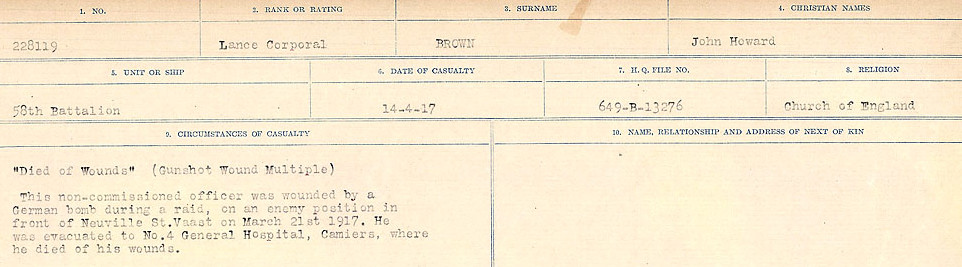 1. NO. 2. RANK OR RATING 3. SURNAME 4. CHRISTIAN NAMES
228119 Lance Corporal BROWN John Howard
5. UNIT OR SHIP 6. DATE OF CASUALTY 7. H. Q. FILE NO. 8. RELIGION
58th Battalion 14-4-17 649-B-13276 Church of England
9. CIRCUMSTANCES OF CASUALTY 10. NAME, RELATIONSHIP AND ADDRESS OF NEXT OF KIN
"Died of Wounds" (Gunshot Wound Multiple)
This non-commissioned officer was wounded by a
German bomb during a raid, on an enemy position in
front of Neuville St.Vaast on March 21st 1917. He
was evacuated to No.4 General Hospital, Camiers, where
he died of his wounds.